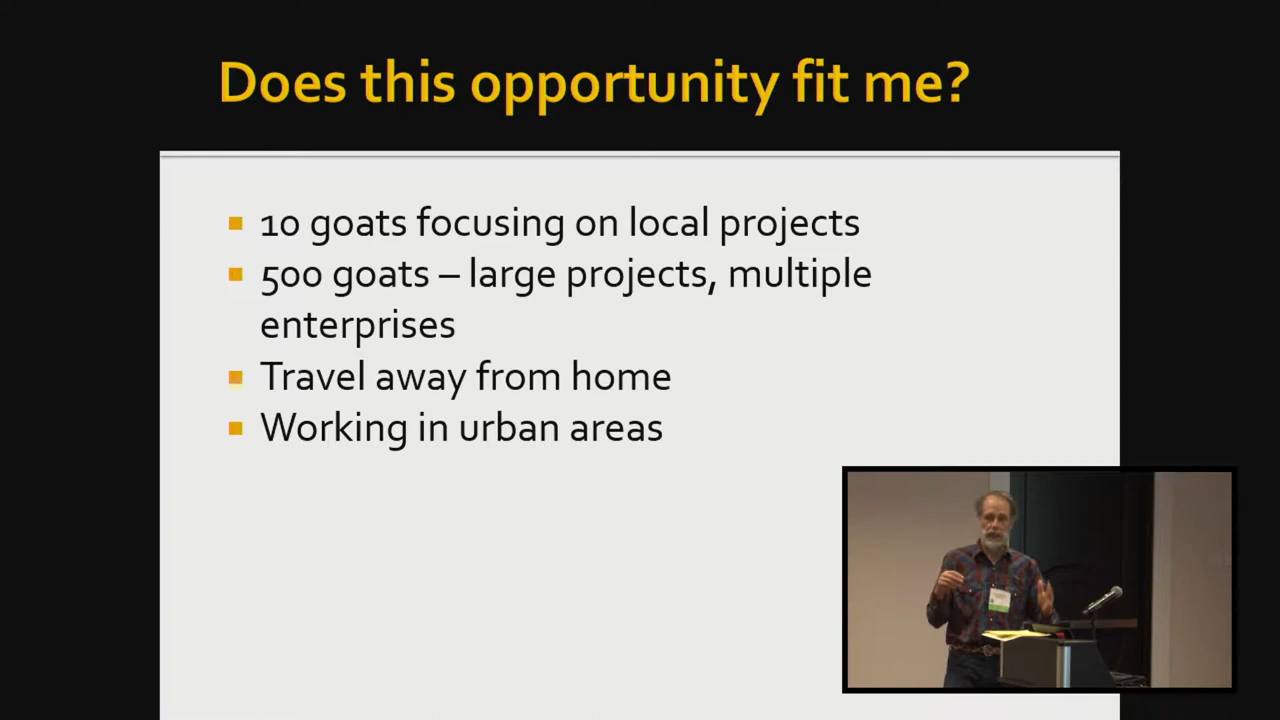 Does this opportunity fit me?
10 goats focusing on local projects
500 goats – large projects, multiple
enterprises
Travel away from home
Working in urban areas